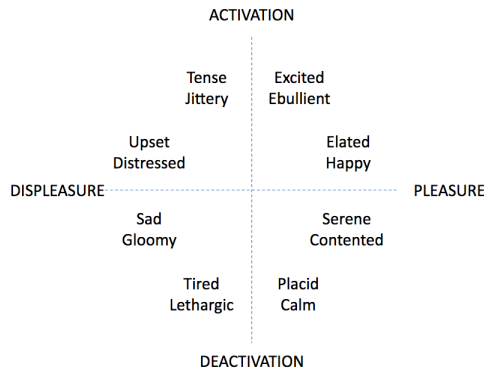 ACTIVATION
Tense
Jittery
Excited
Ebullient
Upset
Distressed
Elated
Happy
DISPLEASURE
PLEASURE
Sad
Gloomy
Serene
Contented
Tired
Lethargic
Placid
Calm
DEACTIVATION